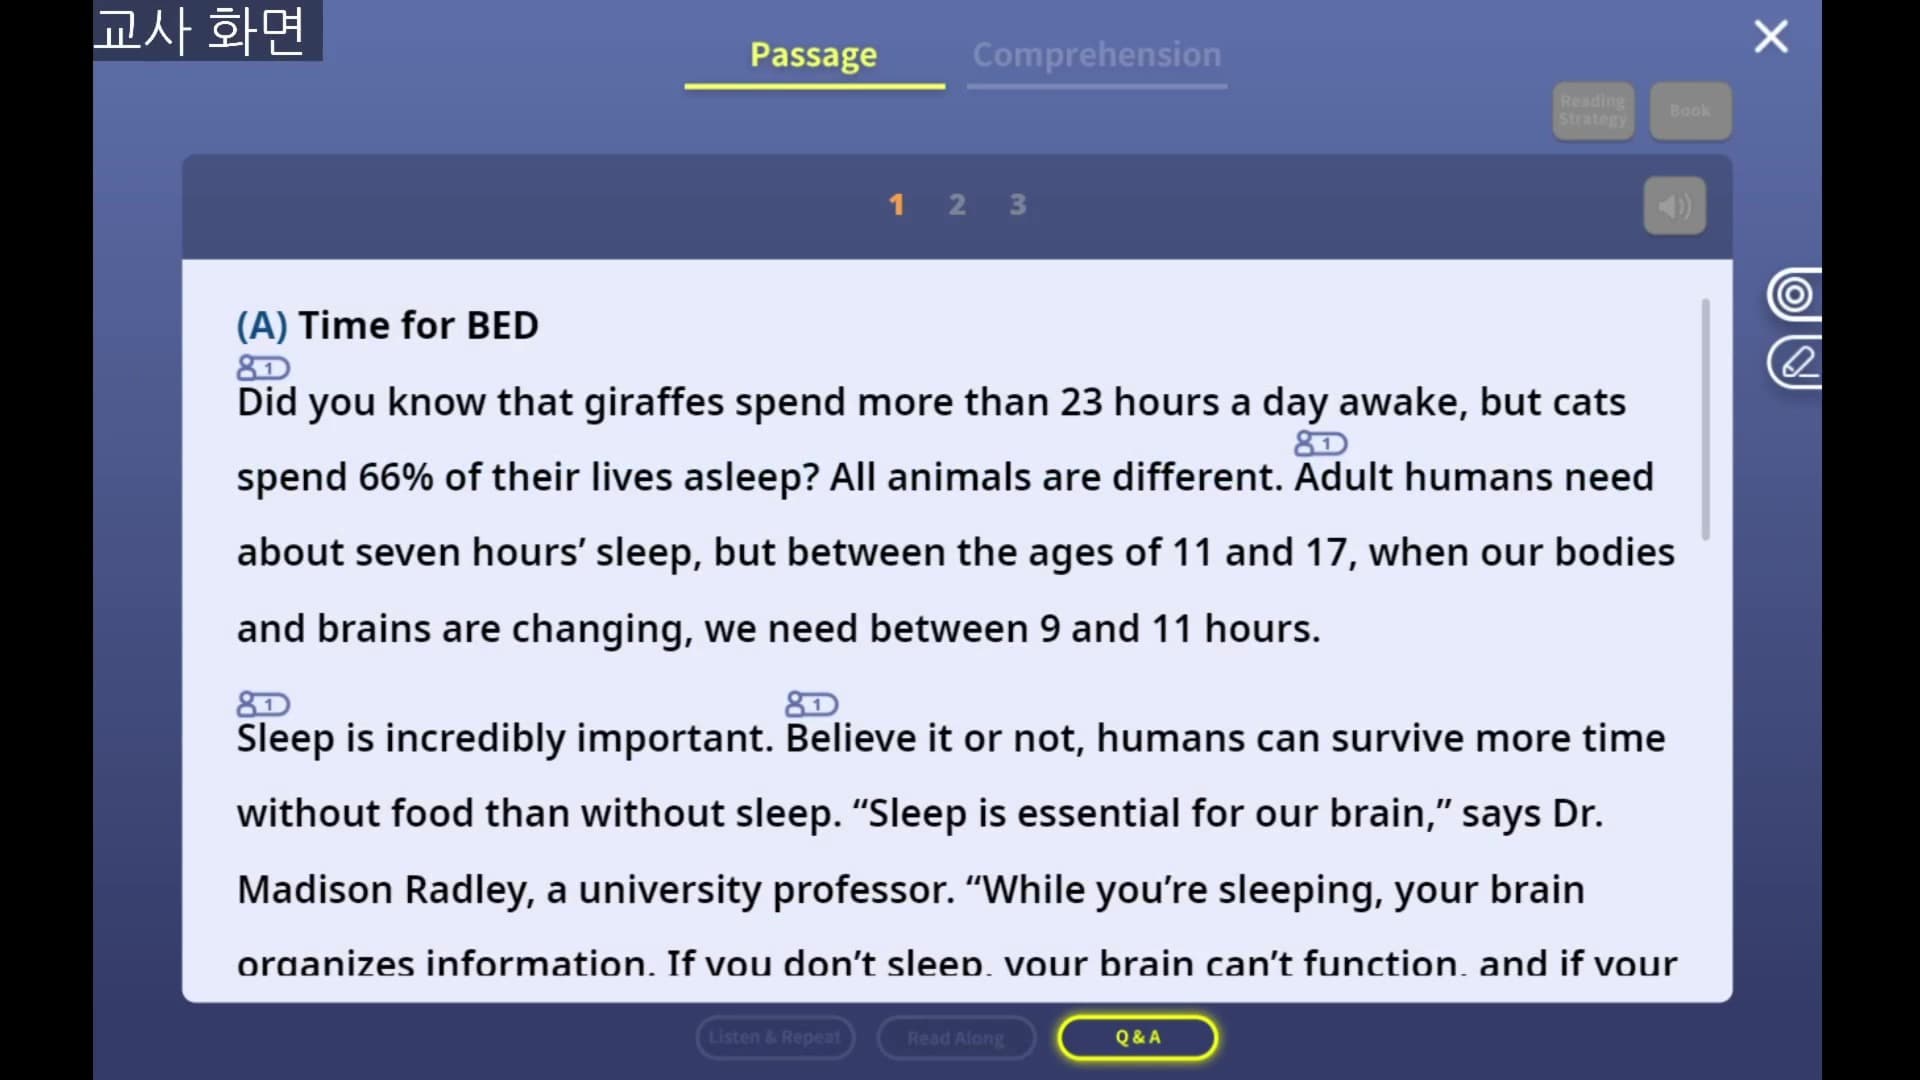 교사 화면
Passage
Comprehension
Reading
Strategy
Book
1 2 3
(A) Time for BED
1
Did you know that giraffes spend more than 23 hours a day awake, but cats
1
spend 66% of their lives asleep? All animals are different. Adult humans need
about seven hours’ sleep, but between the ages of 11 and 17, when our bodies
and brains are changing, we need between 9 and 11 hours.
1 1
Sleep is incredibly important. Believe it or not, humans can survive more time
without food than without sleep. “Sleep is essential for our brain,” says Dr.
Madison Radley, a university professor. “While you’re sleeping, your brain
organizes information. If you don’t sleep, your brain can’t function, and if your
Listen & Repeat
Read Along
Q & A